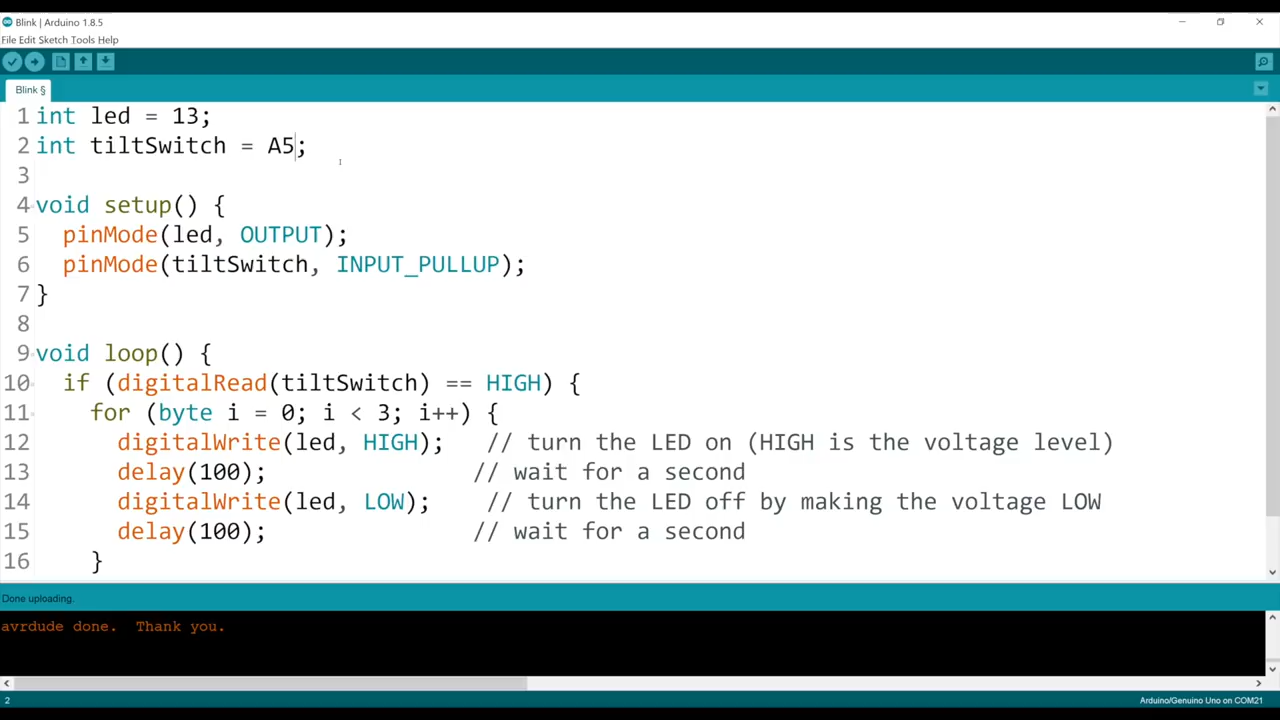 Blink | Arduino 1.8.5
File Edit Sketch Tools Help
Blink §
1 int led = 13;
2 int tiltSwitch = A5;
3
4 void setup() {
5 pinMode(led, OUTPUT);
6 pinMode(tiltSwitch, INPUT_PULLUP);
7 }
8
9 void loop() {
10 if (digitalRead(tiltSwitch) == HIGH) {
11 for (byte i = 0; i < 3; i++) {
12 digitalWrite(led, HIGH); // turn the LED on (HIGH is the voltage level)
13 delay(100); // wait for a second
14 digitalWrite(led, LOW); // turn the LED off by making the voltage LOW
15 delay(100); // wait for a second
16 }
Done uploading.
avrdude done. Thank you.
2 Arduino/Genuino Uno on COM21